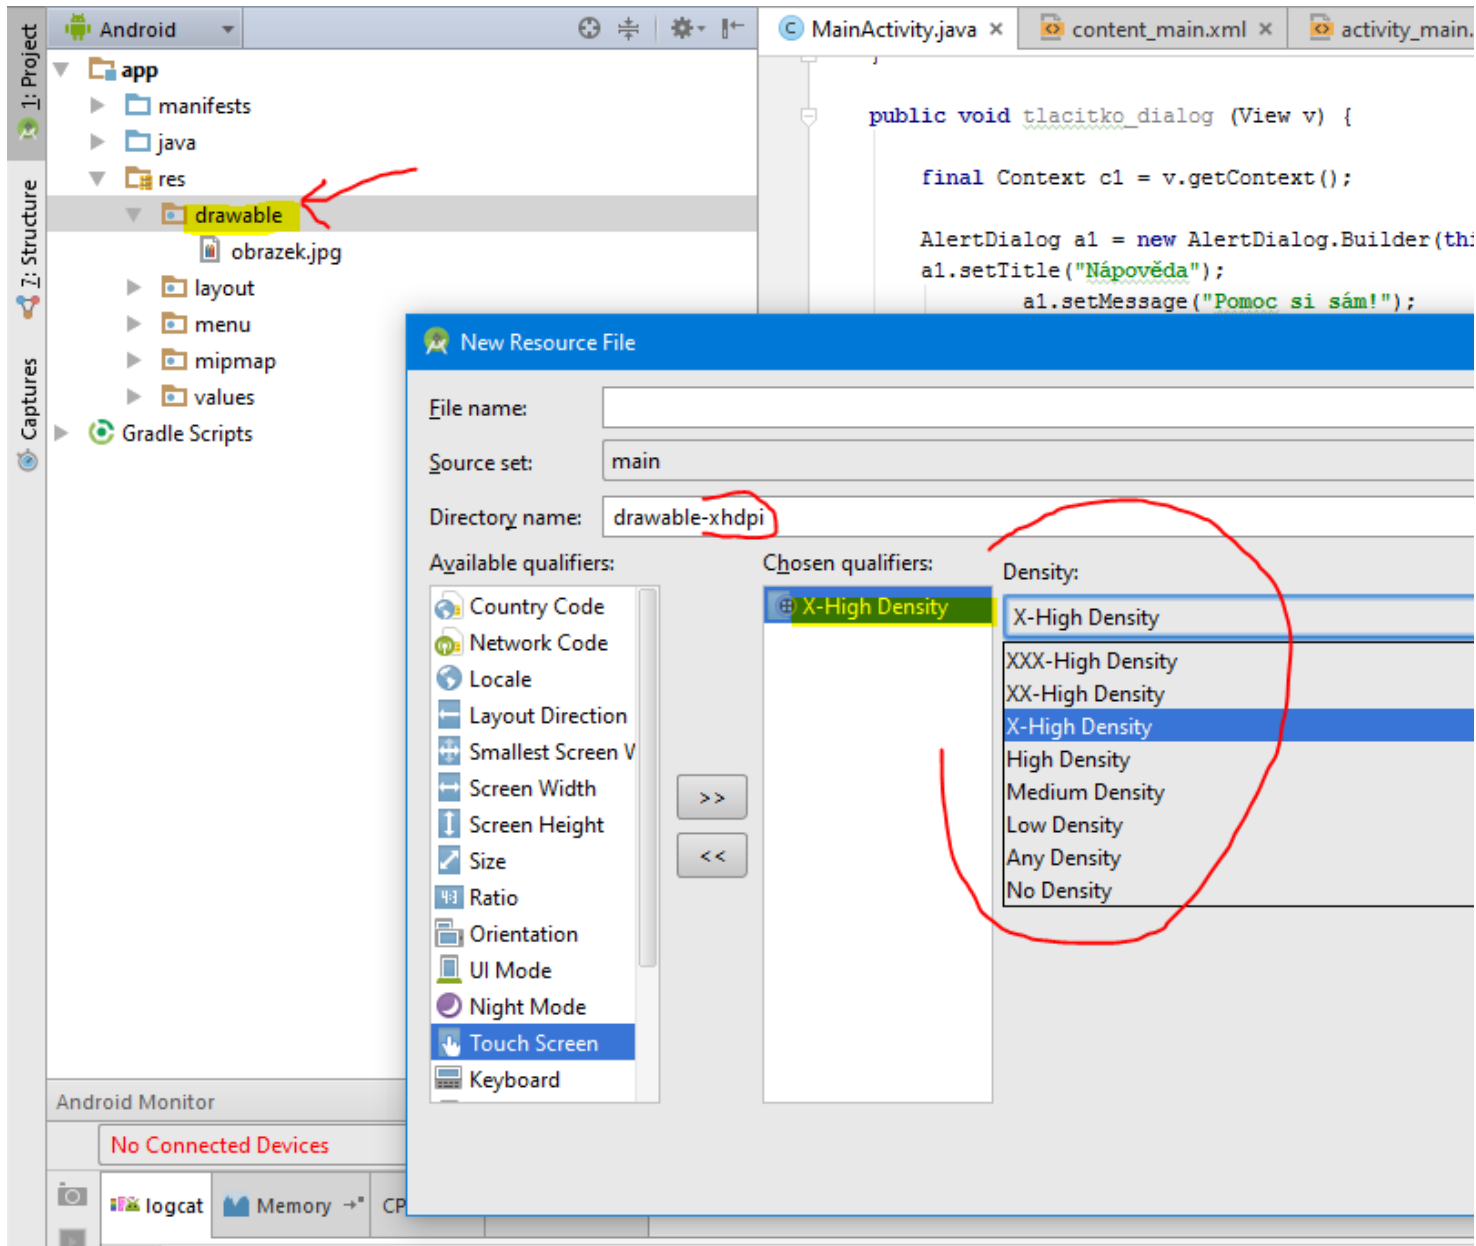 1: Project
7: Structure
Captures
Android
app
manifests
java
res
drawable
obrazek.jpg
layout
menu
mipmap
values
Gradle Scripts
MainActivity.java
content_main.xml
activity_main.
}
public void tlacitko_dialog (View v) {
final Context c1 = v.getContext();
AlertDialog a1 = new AlertDialog.Builder(thi
a1.setTitle("Nápověda");
a1.setMessage("Pomoc si sám!");
New Resource File
File name:
Source set: main
Directory name: drawable-xhdpi
Available qualifiers:
Country Code
Network Code
Locale
Layout Direction
Smallest Screen W
Screen Width
Screen Height
Size
Ratio
Orientation
UI Mode
Night Mode
Touch Screen
Keyboard
>>
<<
Chosen qualifiers:
X-High Density
Density:
X-High Density
XXX-High Density
XX-High Density
X-High Density
High Density
Medium Density
Low Density
Any Density
No Density
Android Monitor
No Connected Devices
logcat
Memory
CP